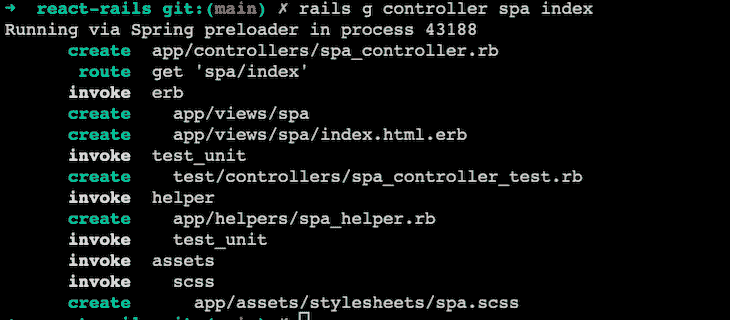 ➜  react-rails git:(main) ✗ rails g controller spa index
Running via Spring preloader in process 43188
      create  app/controllers/spa_controller.rb
       route  get 'spa/index'
      invoke  erb
      create    app/views/spa
      create    app/views/spa/index.html.erb
      invoke  test_unit
      create    test/controllers/spa_controller_test.rb
      invoke  helper
      create    app/helpers/spa_helper.rb
      invoke    test_unit
      invoke  assets
      invoke    scss
      create      app/assets/stylesheets/spa.scss